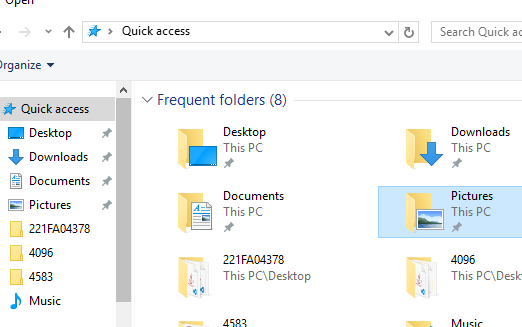 Open
Quick access
Search Quick ac
Organize
Quick access
Desktop
Downloads
Documents
Pictures
221FA04378
4096
4583
Music
Frequent folders (8)
Desktop
This PC
Downloads
This PC
Documents
This PC
Pictures
This PC
221FA04378
This PC\Desktop
4096
This PC\Desk
4583
Music